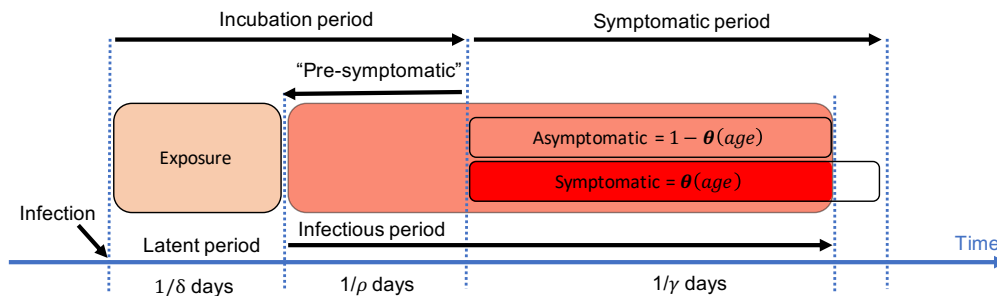 Incubation period
Symptomatic period
“Pre-symptomatic”
Exposure
Asymptomatic = 1 − θ(age)
Symptomatic = θ(age)
Infection
Latent period
Infectious period
Time
1/δ days
1/ρ days
1/γ days